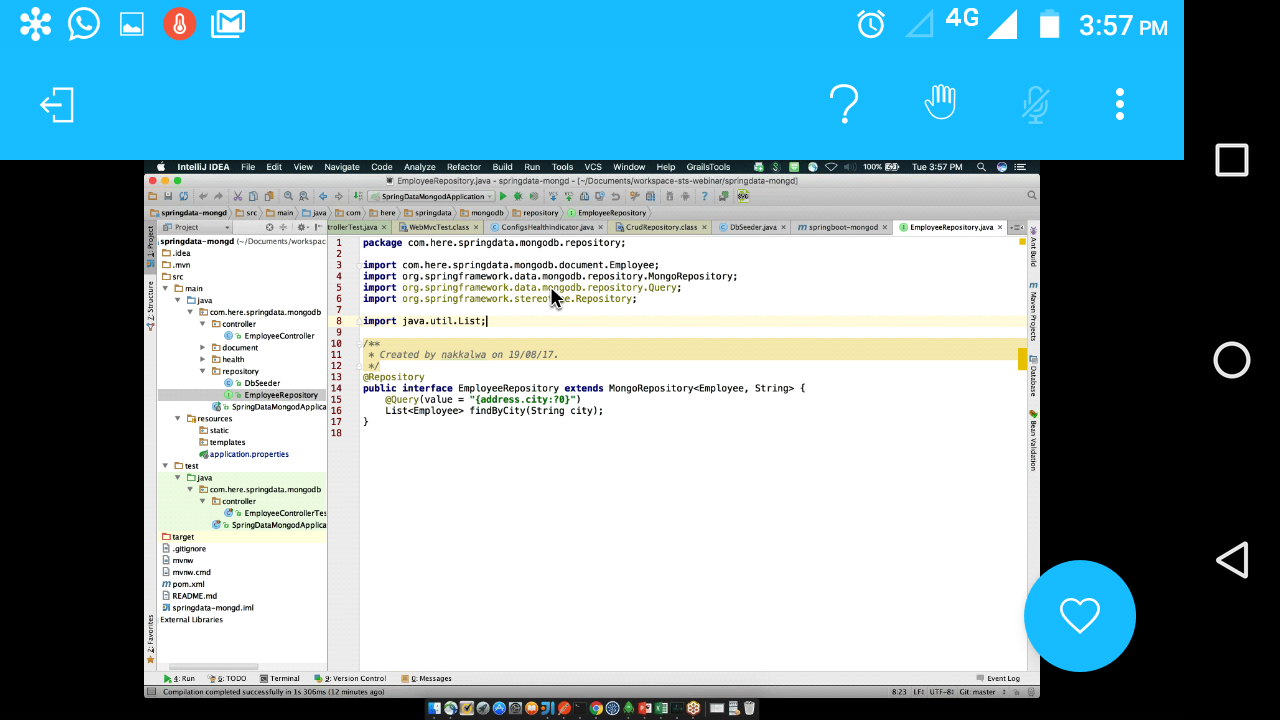 4G 3:57 PM
IntelliJ IDEA File Edit View Navigate Code Analyze Refactor Build Run Tools VCS Window Help GrailsTools 100% Tue 3:57 PM
EmployeeRepository.java - springdata-mongd - [~/Documents/workspace-sts-webinar/springdata-mongd]
SpringDataMongodApplication
springdata-mongd src main java com here springdata mongodb repository EmployeeRepository
Project
trollerTest.java WebMvcTest.class ConfigsHealthIndicator.java CrudRepository.class DbSeeder.java springboot-mongod EmployeeRepository.java
1: Project
Z: Structure
2: Favorites
springdata-mongd (~/Documents/workspac
.idea
.mvn
src
main
java
com.here.springdata.mongodb
controller
EmployeeController
document
health
repository
DbSeeder
EmployeeRepository
SpringDataMongodApplica
resources
static
templates
application.properties
test
java
com.here.springdata.mongodb
controller
EmployeeControllerTes
SpringDataMongodApplica
target
.gitignore
mvnw
mvnw.cmd
pom.xml
README.md
springdata-mongd.iml
External Libraries
1 package com.here.springdata.mongodb.repository;
2
3 import com.here.springdata.mongodb.document.Employee;
4 import org.springframework.data.mongodb.repository.MongoRepository;
5 import org.springframework.data.mongodb.repository.Query;
6 import org.springframework.stereo e.Repository;
7
8 import java.util.List;
9
10 /**
11 * Created by nakkalwa on 19/08/17.
12 */
13 @Repository
14 public interface EmployeeRepository extends MongoRepository<Employee, String> {
15 @Query(value = "{address.city:?0}")
16 List<Employee> findByCity(String city);
17 }
18
Ant Build
Maven Projects
Database
Bean Validation
4: Run 6: TODO Terminal 9: Version Control 0: Messages Event Log
Compilation completed successfully in 1s 305ms (12 minutes ago) 8:23 LF: UTF-8: Git: master